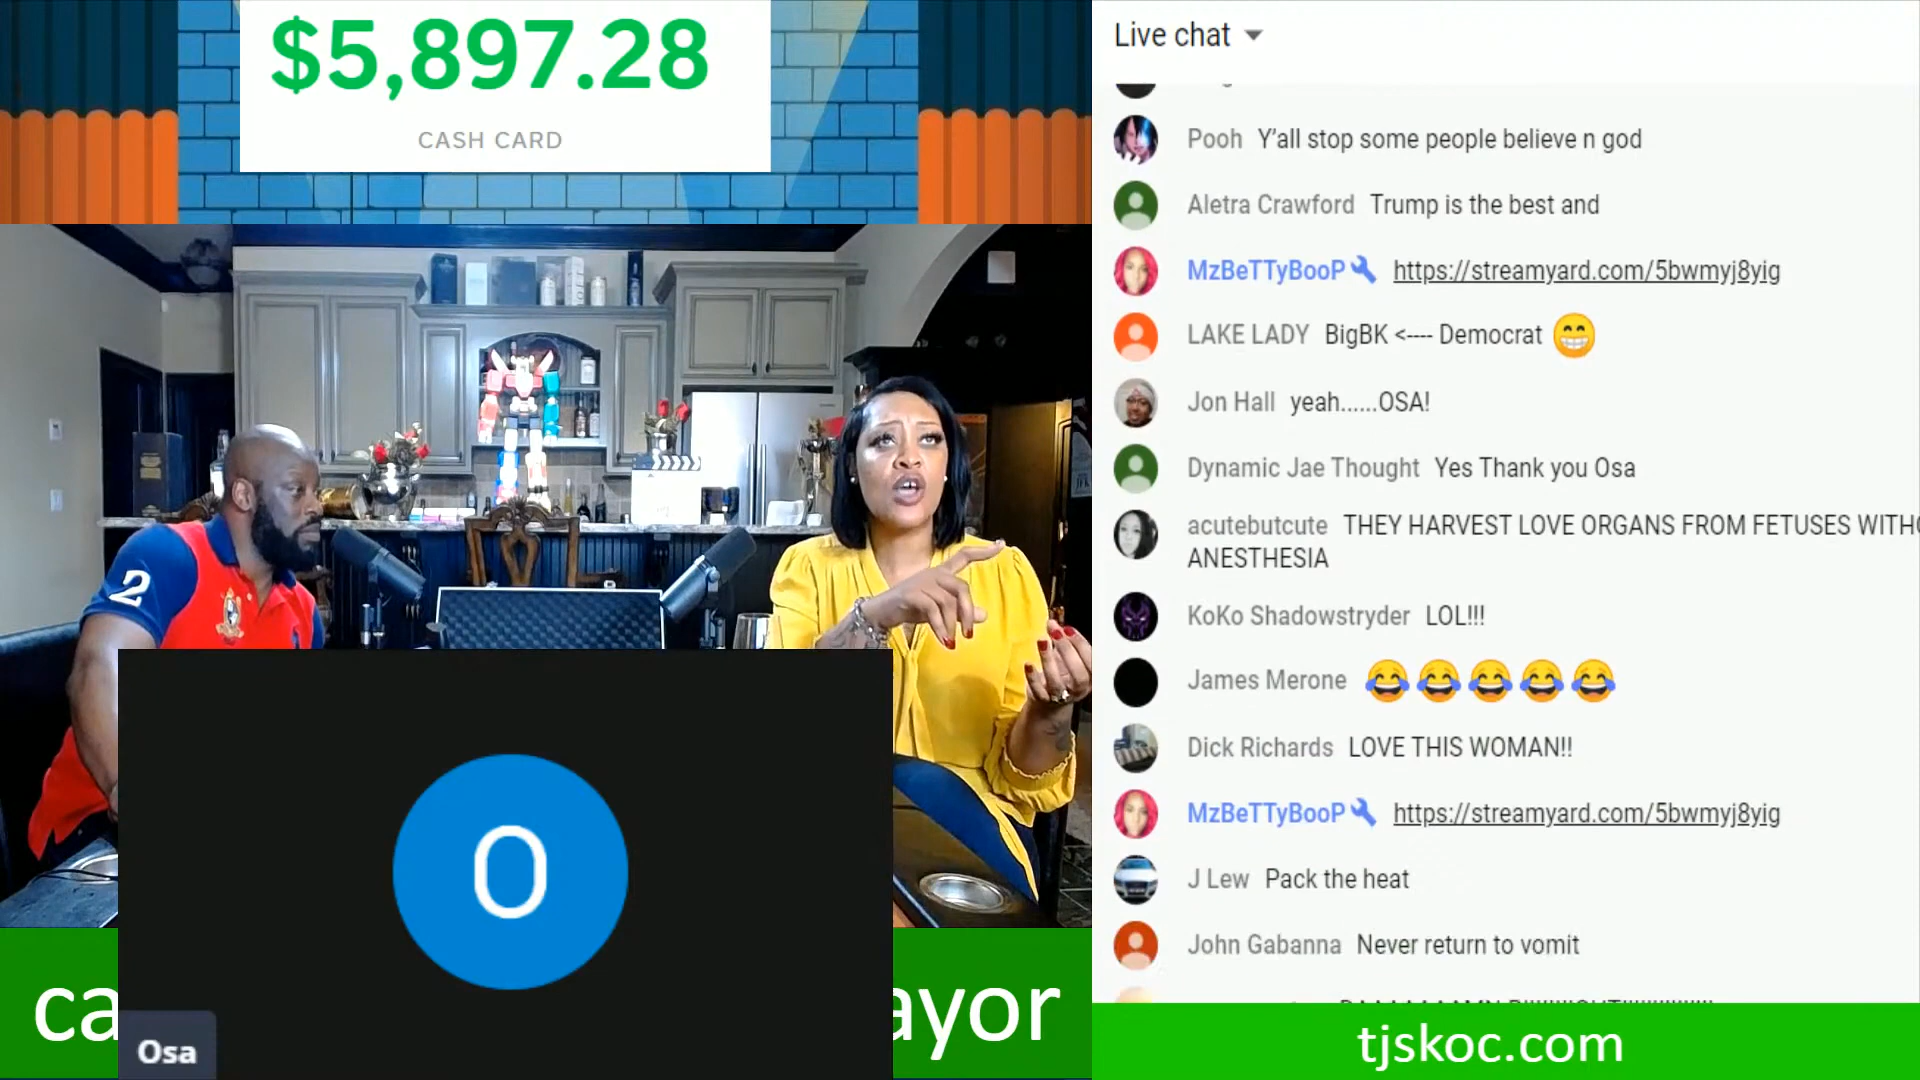 $5,897.28
CASH CARD
2
ca
ayor
O
Osa
Live chat
Pooh Y'all stop some people believe n god
Aletra Crawford Trump is the best and
MzBeTTyBooP https://streamyard.com/5bwmyj8yig
LAKE LADY BigBK <---- Democrat 😁
Jon Hall yeah......OSA!
Dynamic Jae Thought Yes Thank you Osa
acutebutcute THEY HARVEST LOVE ORGANS FROM FETUSES WITH
ANESTHESIA
KoKo Shadowstryder LOL!!!
James Merone 😂😂😂😂😂
Dick Richards LOVE THIS WOMAN!!
MzBeTTyBooP https://streamyard.com/5bwmyj8yig
J Lew Pack the heat
John Gabanna Never return to vomit
tjskoc.com